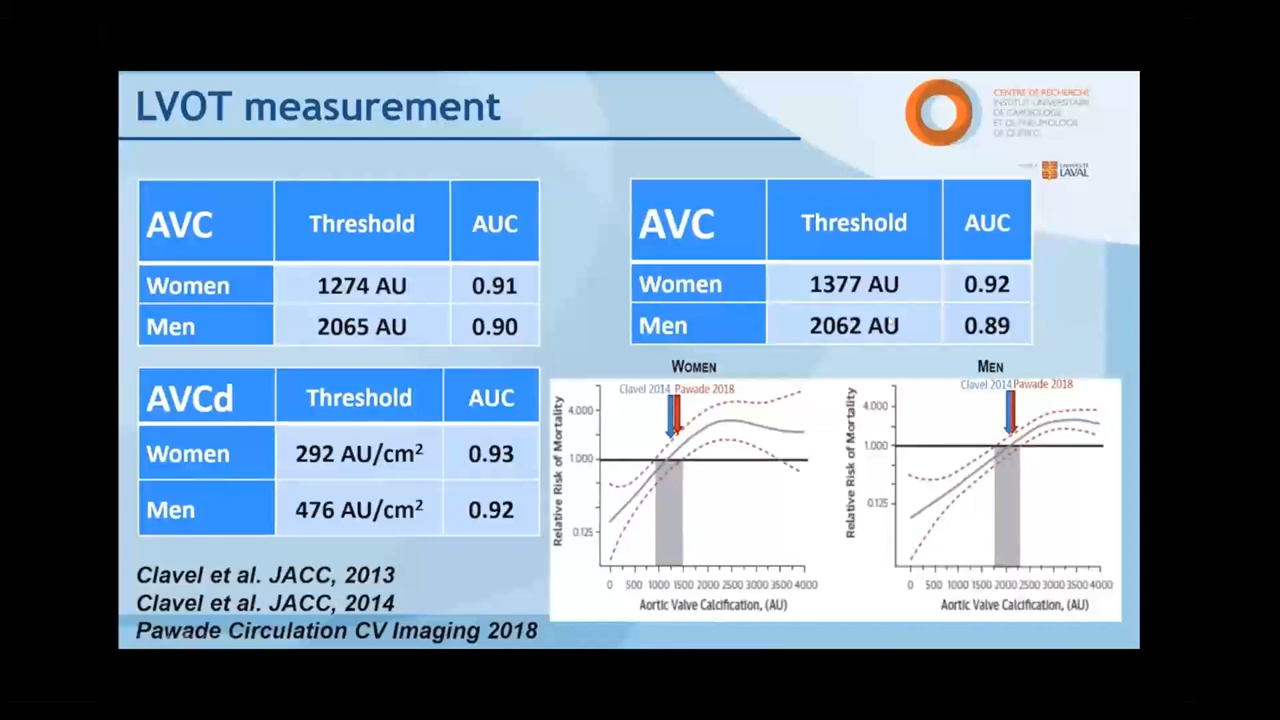 LVOT measurement
CENTRE DE RECHERCHE
INSTITUT UNIVERSITAIRE
DE CARDIOLOGIE
ET DE PNEUMOLOGIE
DE QUÉBEC
UNIVERSITÉ
LAVAL
AVC Threshold AUC
Women 1274 AU 0.91
Men 2065 AU 0.90
AVC Threshold AUC
Women 1377 AU 0.92
Men 2062 AU 0.89
AVCd Threshold AUC
Women 292 AU/cm² 0.93
Men 476 AU/cm² 0.92
WOMEN
Clavel 2014 Pawade 2018
Relative Risk of Mortality
4.000
1.000
0.125
0 500 1000 1500 2000 2500 3000 3500 4000
Aortic Valve Calcification, (AU)
MEN
Clavel 2014 Pawade 2018
Relative Risk of Mortality
4.000
1.000
0.125
0 500 1000 1500 2000 2500 3000 3500 4000
Aortic Valve Calcification, (AU)
Clavel et al. JACC, 2013
Clavel et al. JACC, 2014
Pawade Circulation CV Imaging 2018